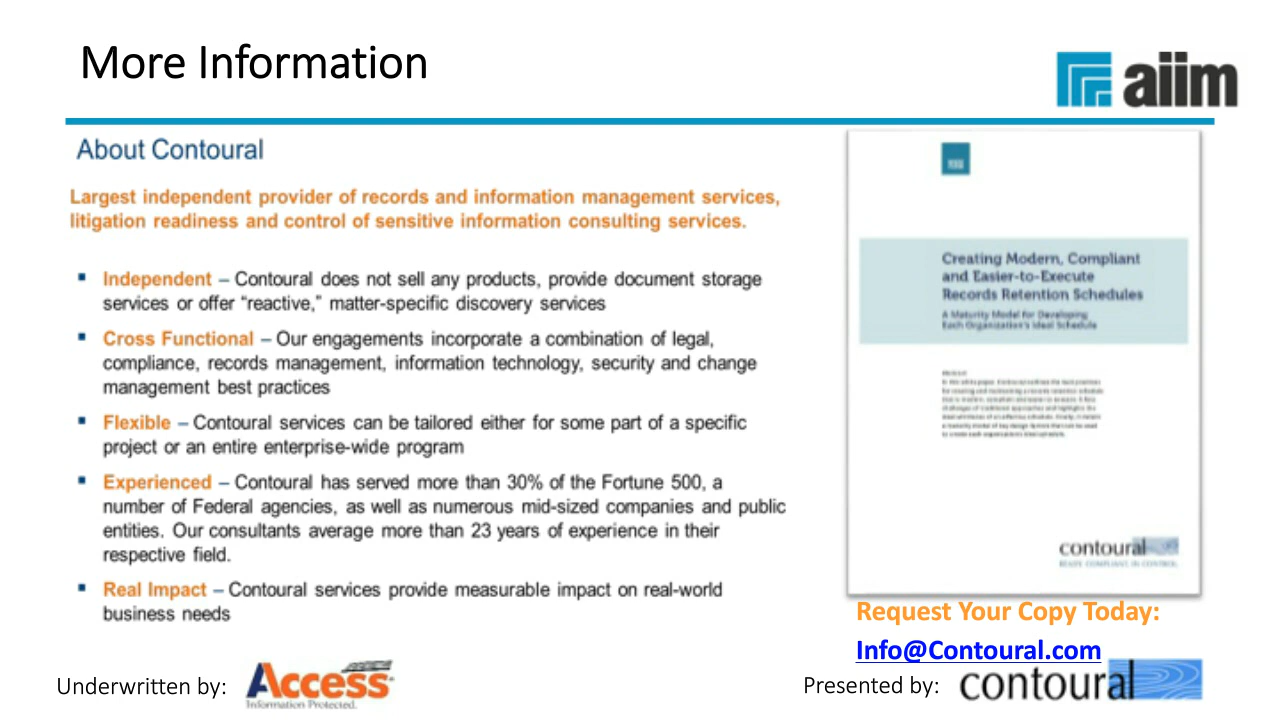 More Information
aiim
About Contoural
Largest independent provider of records and information management services,
litigation readiness and control of sensitive information consulting services.
▪ Independent – Contoural does not sell any products, provide document storage
services or offer “reactive,” matter-specific discovery services
▪ Cross Functional – Our engagements incorporate a combination of legal,
compliance, records management, information technology, security and change
management best practices
▪ Flexible – Contoural services can be tailored either for some part of a specific
project or an entire enterprise-wide program
▪ Experienced – Contoural has served more than 30% of the Fortune 500, a
number of Federal agencies, as well as numerous mid-sized companies and public
entities. Our consultants average more than 23 years of experience in their
respective field.
▪ Real Impact – Contoural services provide measurable impact on real-world
business needs
Creating Modern, Compliant
and Easier-to-Execute
Records Retention Schedules
A Maturity Model for Developing
Each Organization's Ideal Schedule
contoural
READY. COMPLIANT. IN CONTROL.
Request Your Copy Today:
Info@Contoural.com
Underwritten by:
Access
Information Protected.
Presented by:
contoural